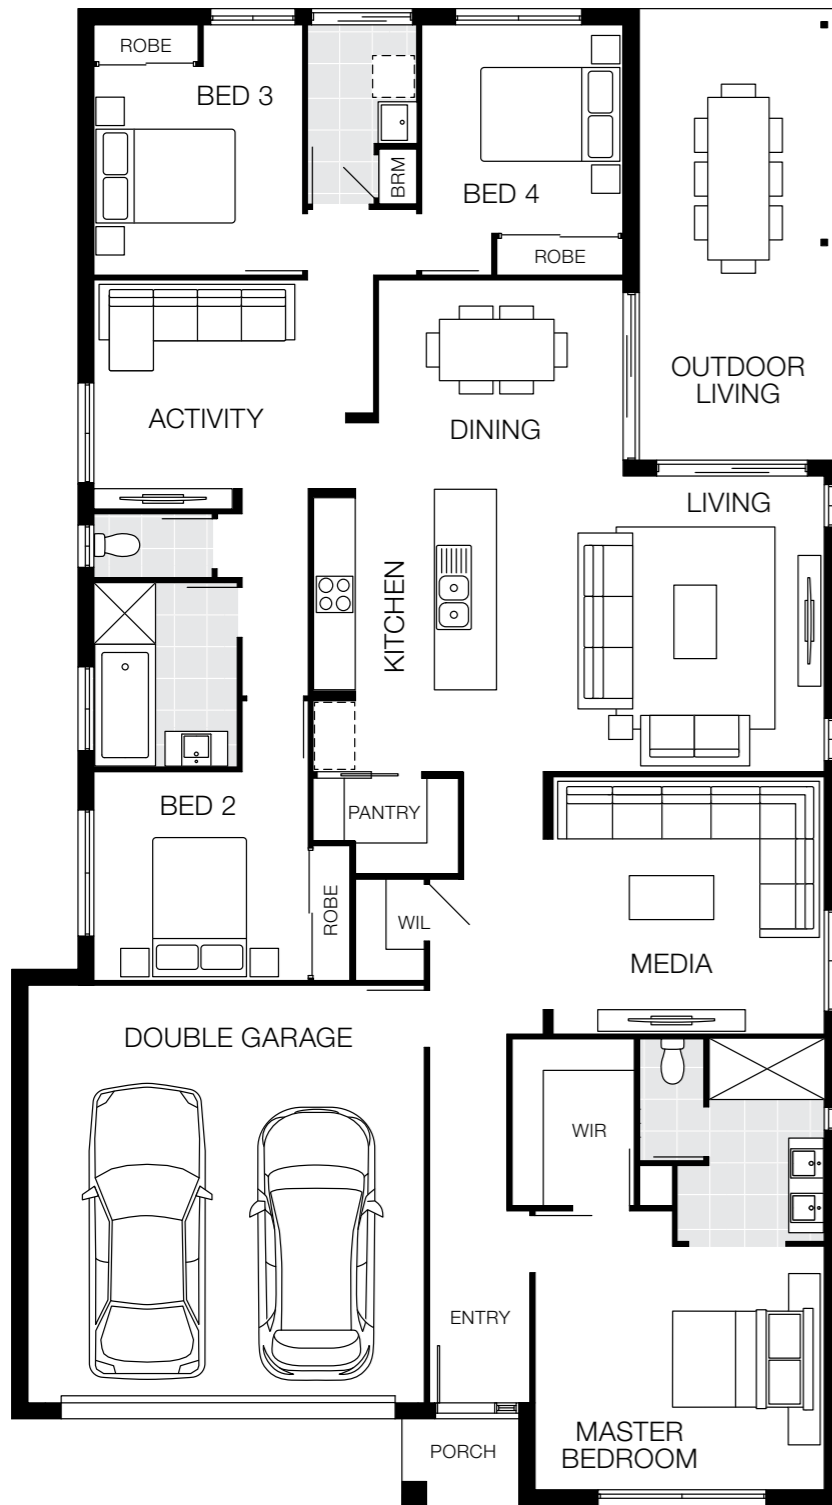 ROBE
BED 3
BRM
BED 4
ROBE
OUTDOOR
LIVING
ACTIVITY
DINING
LIVING
KITCHEN
BED 2
PANTRY
ROBE
WIL
MEDIA
DOUBLE GARAGE
WIR
ENTRY
MASTER
BEDROOM
PORCH